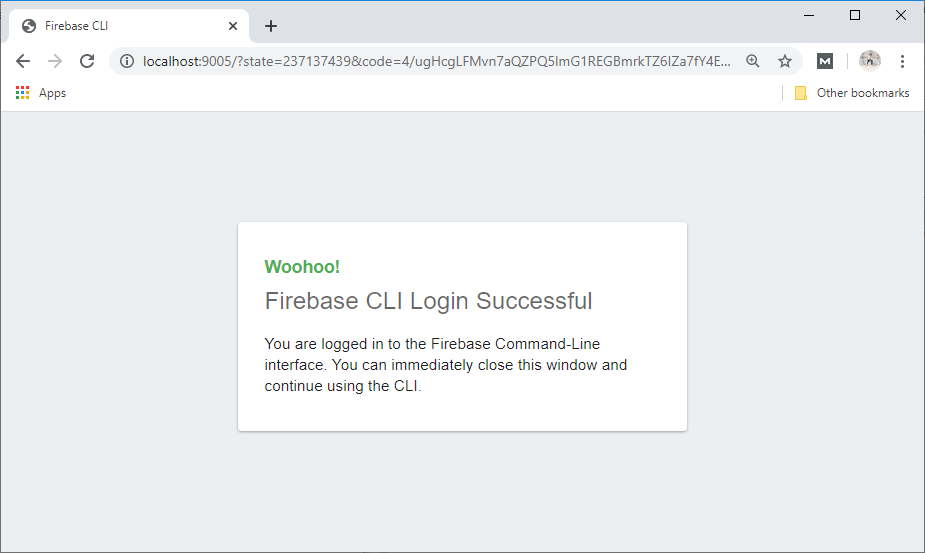 Firebase CLI
localhost:9005/?state=237137439&code=4/ugHcgLFMvn7aQZPQ5ImG1REGBmrkTZ6IZa7fY4E...
M
Apps
Other bookmarks
Woohoo!
Firebase CLI Login Successful
You are logged in to the Firebase Command-Line
interface. You can immediately close this window and
continue using the CLI.